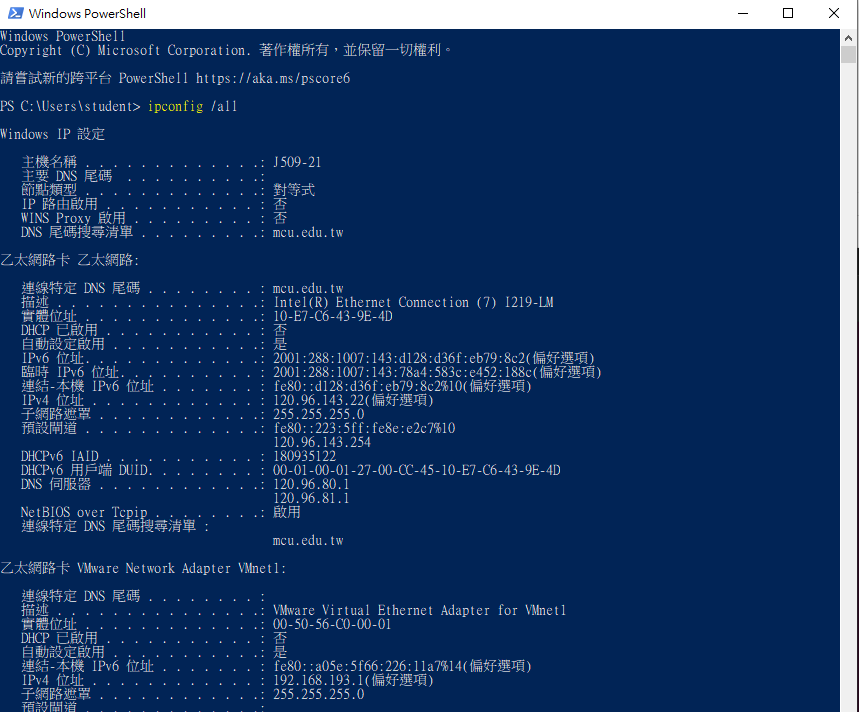 Windows PowerShell
Windows PowerShell
Copyright (C) Microsoft Corporation. 著作權所有，並保留一切權利。
請嘗試新的跨平台 PowerShell https://aka.ms/pscore6
PS C:\Users\student> ipconfig /all
Windows IP 設定
主機名稱 . . . . . . . . . . . . .: J509-21
主要 DNS 尾碼  . . . . . . . . . .:
節點類型 . . . . . . . . . . . . .: 對等式
IP 路由啟用 . . . . . . . . . . . : 否
WINS Proxy 啟用 . . . . . . . . . : 否
DNS 尾碼搜尋清單 . . . . . . . . .: mcu.edu.tw
乙太網路卡 乙太網路:
連線特定 DNS 尾碼 . . . . . . . . : mcu.edu.tw
描述 . . . . . . . . . . . . . . .: Intel(R) Ethernet Connection (7) I219-LM
實體位址 . . . . . . . . . . . . .: 10-E7-C6-43-9E-4D
DHCP 已啟用 . . . . . . . . . . . : 否
自動設定啟用 . . . . . . . . . . .: 是
IPv6 位址. . . . . . . . . . . . .: 2001:288:1007:143:d128:d36f:eb79:8c2(偏好選項)
臨時 IPv6 位址. . . . . . . . . . : 2001:288:1007:143:78a4:583c:e452:188c(偏好選項)
連結-本機 IPv6 位址 . . . . . . . : fe80::d128:d36f:eb79:8c2%10(偏好選項)
IPv4 位址 . . . . . . . . . . . . : 120.96.143.22(偏好選項)
子網路遮罩 . . . . . . . . . . . .: 255.255.255.0
預設閘道 . . . . . . . . . . . . .: fe80::223:5ff:fe8e:e2c7%10
120.96.143.254
DHCPv6 IAID . . . . . . . . . . . : 180935122
DHCPv6 用戶端 DUID. . . . . . . . : 00-01-00-01-27-00-CC-45-10-E7-C6-43-9E-4D
DNS 伺服器 . . . . . . . . . . . .: 120.96.80.1
120.96.81.1
NetBIOS over Tcpip . . . . . . . .: 啟用
連線特定 DNS 尾碼搜尋清單 :
mcu.edu.tw
乙太網路卡 VMware Network Adapter VMnet1:
連線特定 DNS 尾碼 . . . . . . . . :
描述 . . . . . . . . . . . . . . .: VMware Virtual Ethernet Adapter for VMnet1
實體位址 . . . . . . . . . . . . .: 00-50-56-C0-00-01
DHCP 已啟用 . . . . . . . . . . . : 否
自動設定啟用 . . . . . . . . . . .: 是
連結-本機 IPv6 位址 . . . . . . . : fe80::a05e:5f66:226:11a7%14(偏好選項)
IPv4 位址 . . . . . . . . . . . . : 192.168.193.1(偏好選項)
子網路遮罩 . . . . . . . . . . . .: 255.255.255.0
預設閘道 . . . . . . . . . . . . .: